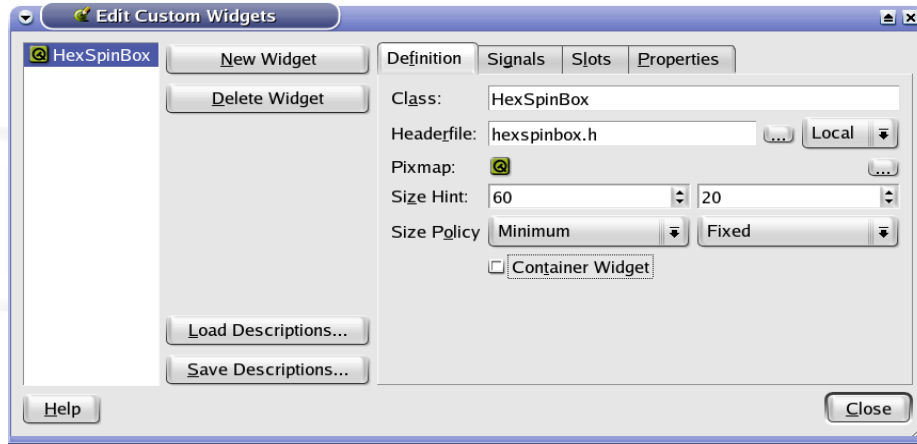 Edit Custom Widgets
HexSpinBox
New Widget
Delete Widget
Load Descriptions...
Save Descriptions...
Definition Signals Slots Properties
Class: HexSpinBox
Headerfile: hexspinbox.h ... Local
Pixmap: ...
Size Hint: 60 20
Size Policy Minimum Fixed
Container Widget
Help Close